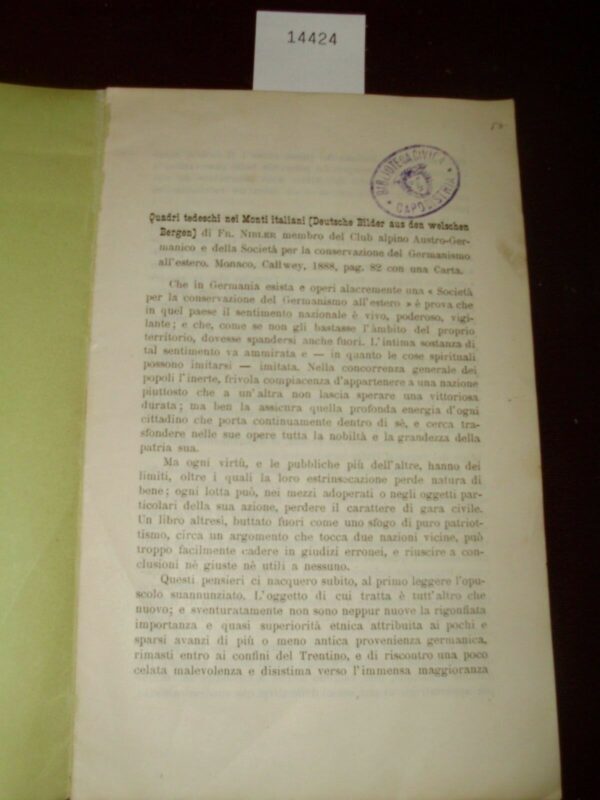 14424
BIBLIOTECA CIVICA
CAPODISTRIA
Quadri tedeschi nei Monti italiani (Deutsche Bilder aus den welschen
Bergen) di FR. NIBLER membro del Club alpino Austro-Ger-
manico e della Società per la conservazione del Germanismo
all'estero. Monaco, Callwey, 1888, pag. 82 con una Carta.
Che in Germania esista e operi alacremente una « Società
per la conservazione del Germanismo all'estero » è prova che
in quel paese il sentimento nazionale è vivo, poderoso, vigi-
lante; e che, come se non gli bastasse l'àmbito del proprio
territorio, dovesse spandersi anche fuori. L'intima sostanza di
tal sentimento va ammirata e — in quanto le cose spirituali
possono imitarsi — imitata. Nella concorrenza generale dei
popoli l'inerte, frivola compiacenza d'appartenere a una nazione
piuttosto che a un'altra non lascia sperare una vittoriosa
durata; ma ben la assicura quella profonda energia d'ogni
cittadino che porta continuamente dentro di sè, e cerca tra-
sfondere nelle sue opere tutta la nobiltà e la grandezza della
patria sua.
Ma ogni virtù, e le pubbliche più dell'altre, hanno dei
limiti, oltre i quali la loro estrinsecazione perde natura di
bene; ogni lotta può, nei mezzi adoperati o negli oggetti par-
ticolari della sua azione, perdere il carattere di gara civile.
Un libro altresì, buttato fuori come uno sfogo di puro patriot-
tismo, circa un argomento che tocca due nazioni vicine, può
troppo facilmente cadere in giudizi erronei, e riuscire a con-
clusioni nè giuste nè utili a nessuno.
Questi pensieri ci nacquero subito, al primo leggere l'opu-
scolo suannunziato. L'oggetto di cui tratta è tutt'altro che
nuovo; e sventuratamente non sono neppur nuove la rigonfiata
importanza e quasi superiorità etnica attribuita ai pochi e
sparsi avanzi di più o meno antica provenienza germanica,
rimasti entro ai confini del Trentino, e di riscontro una poco
celata malevolenza e disistima verso l'immensa maggioranza